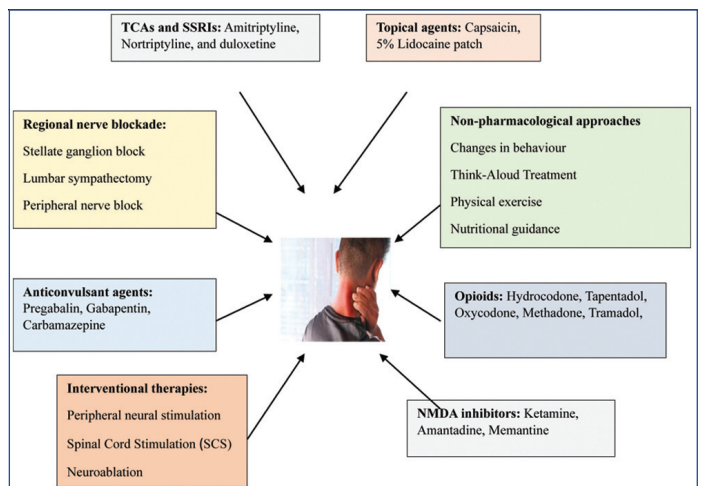 TCAs and SSRIs: Amitriptyline,
Nortriptyline, and duloxetine
Topical agents: Capsaicin,
5% Lidocaine patch
Regional nerve blockade:
Stellate ganglion block
Lumbar sympathectomy
Peripheral nerve block
Non-pharmacological approaches
Changes in behaviour
Think-Aloud Treatment
Physical exercise
Nutritional guidance
Anticonvulsant agents:
Pregabalin, Gabapentin,
Carbamazepine
Opioids: Hydrocodone, Tapentadol,
Oxycodone, Methadone, Tramadol,
Interventional therapies:
Peripheral neural stimulation
Spinal Cord Stimulation (SCS)
Neuroablation
NMDA inhibitors: Ketamine,
Amantadine, Memantine